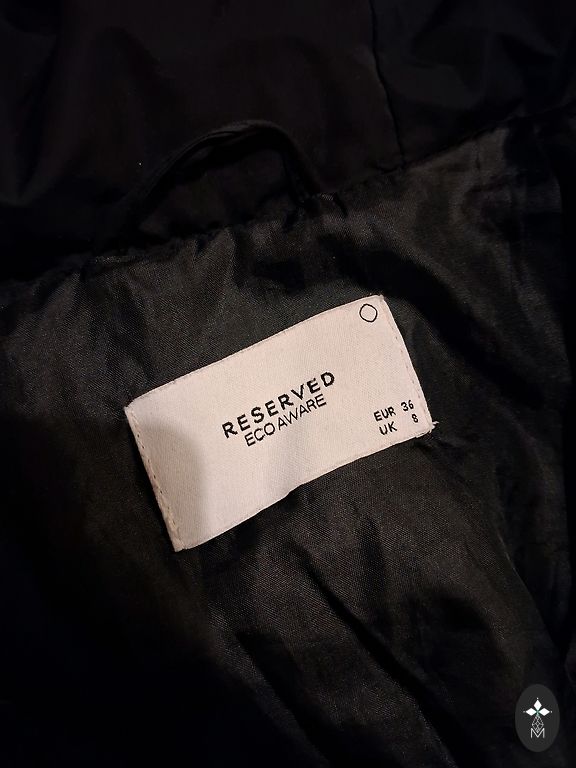 RESERVED
ECO AWARE
EUR 36
UK 8
M